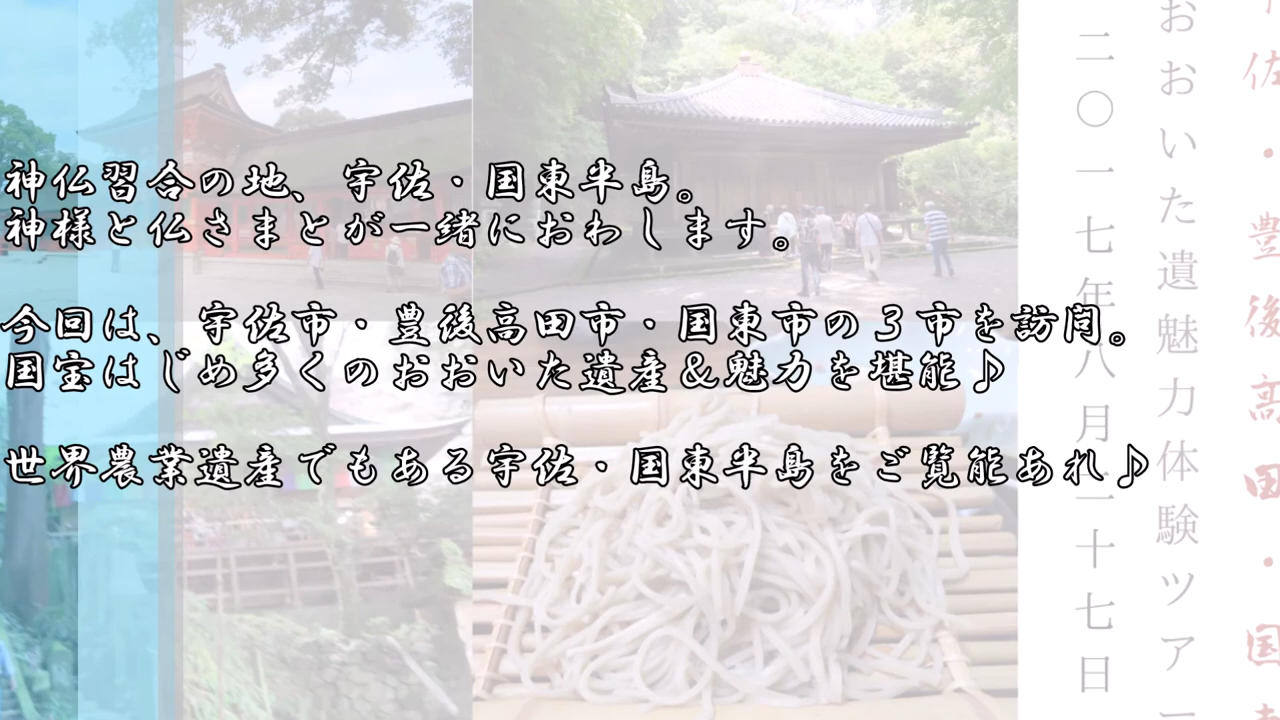 神仏習合の地、宇佐・国東半島。
神様と仏さまとが一緒におわします。
今回は、宇佐市・豊後高田市・国東市の３市を訪問。
国宝はじめ多くのおおいた遺産＆魅力を堪能♪
世界農業遺産でもある宇佐・国東半島をご覧能あれ♪
佐・豊後高田・国
おおいた遺魅力体験ツアー
二〇一七年八月二十七日